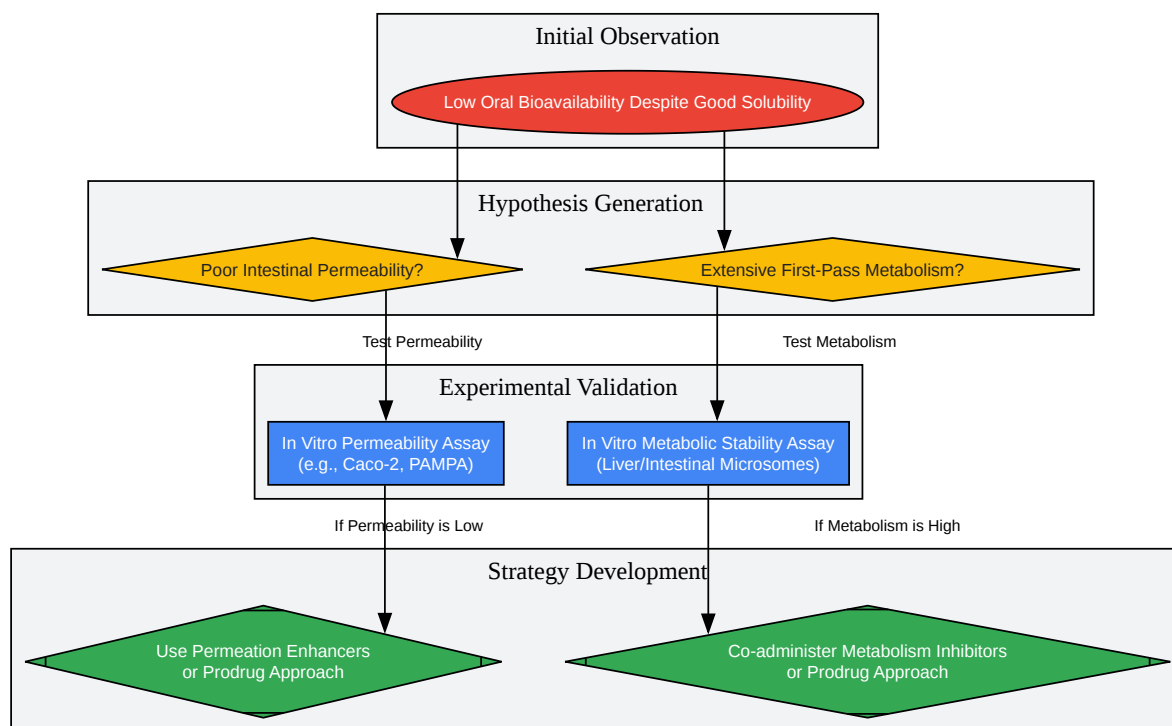 Initial Observation
Low Oral Bioavailability Despite Good Solubility
Hypothesis Generation
Poor Intestinal Permeability?
Extensive First-Pass Metabolism?
Test Permeability
Test Metabolism
Experimental Validation
In Vitro Permeability Assay
(e.g., Caco-2, PAMPA)
In Vitro Metabolic Stability Assay
(Liver/Intestinal Microsomes)
If Permeability is Low
If Metabolism is High
Strategy Development
Use Permeation Enhancers
or Prodrug Approach
Co-administer Metabolism Inhibitors
or Prodrug Approach